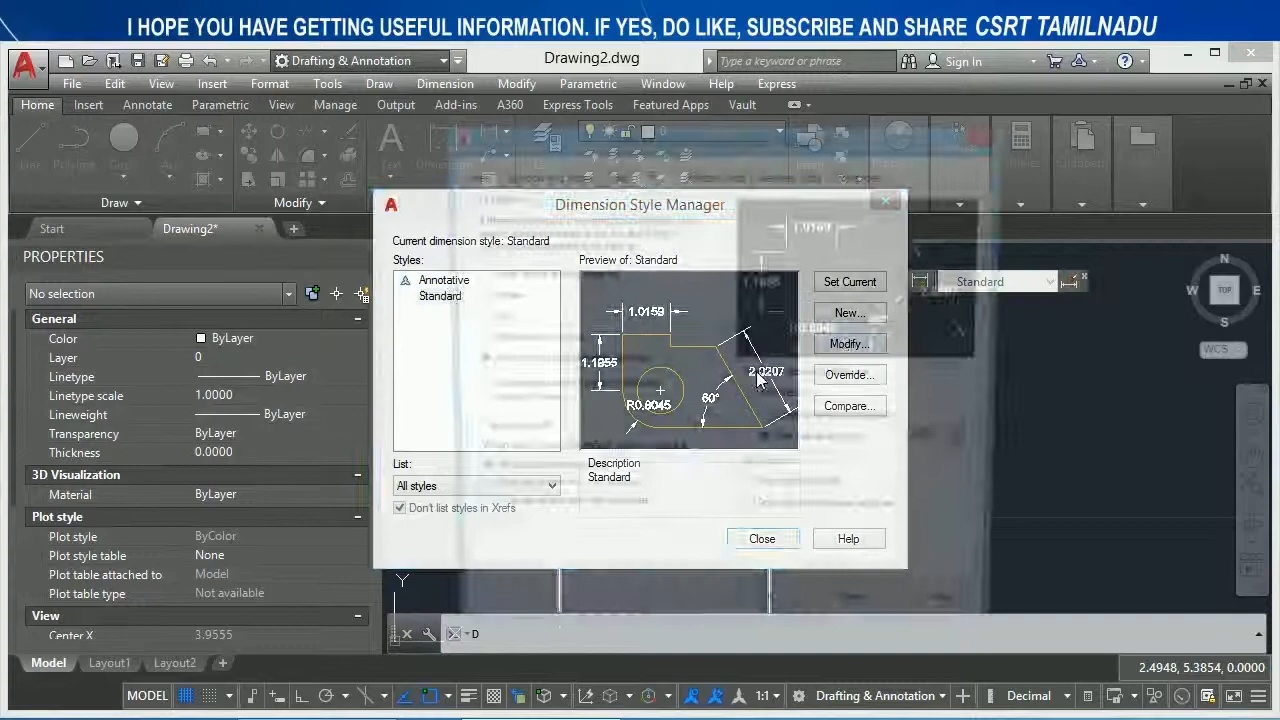 I HOPE YOU HAVE GETTING USEFUL INFORMATION. IF YES, DO LIKE, SUBSCRIBE AND SHARE CSRT TAMILNADU
A Drafting & Annotation Drawing2.dwg Type a keyword or phrase Sign In
File Edit View Insert Format Tools Draw Dimension Modify Parametric Window Help Express
Home Insert Annotate Parametric View Manage Output Add-ins A360 Express Tools Featured Apps Vault
0
Draw Modify
Start Drawing2* +
PROPERTIES
No selection
General
Color ByLayer
Layer 0
Linetype ByLayer
Linetype scale 1.0000
Lineweight ByLayer
Transparency ByLayer
Thickness 0.0000
3D Visualization
Material ByLayer
Plot style
Plot style ByColor
Plot style table None
Plot table attached to Model
Plot table type Not available
View
Center X 3.9555
Dimension Style Manager
Current dimension style: Standard
Styles: Preview of: Standard
Annotative
Standard
1.0159
1.1955
2.0207
60°
R0.8045
Set Current
New...
Modify...
Override...
Compare...
List: Description
Standard
All styles
Don't list styles in Xrefs
Close Help
Standard
N
W TOP E
S
WCS
Y
D
Model Layout1 Layout2 +
2.4948, 5.3854, 0.0000
MODEL 1:1 Drafting & Annotation Decimal